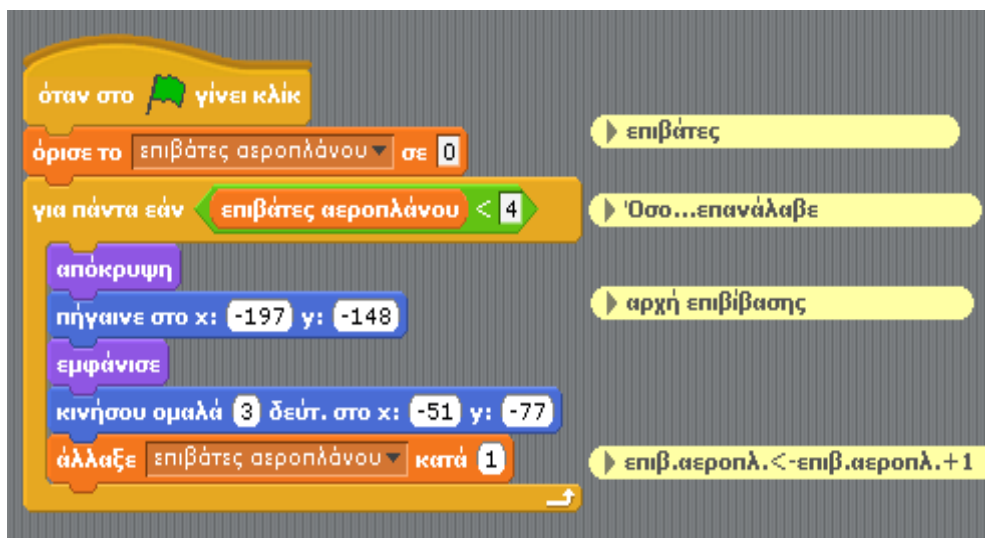 όταν στο γίνει κλίκ
όρισε το επιβάτες αεροπλάνου σε 0
επιβάτες
για πάντα εάν επιβάτες αεροπλάνου < 4
Όσο...επανάλαβε
απόκρυψη
πήγαινε στο x: -197 y: -148
αρχή επιβίβασης
εμφάνισε
κινήσου ομαλά 3 δεύτ. στο x: -51 y: -77
άλλαξε επιβάτες αεροπλάνου κατά 1
επιβ.αεροπλ.<-επιβ.αεροπλ.+1